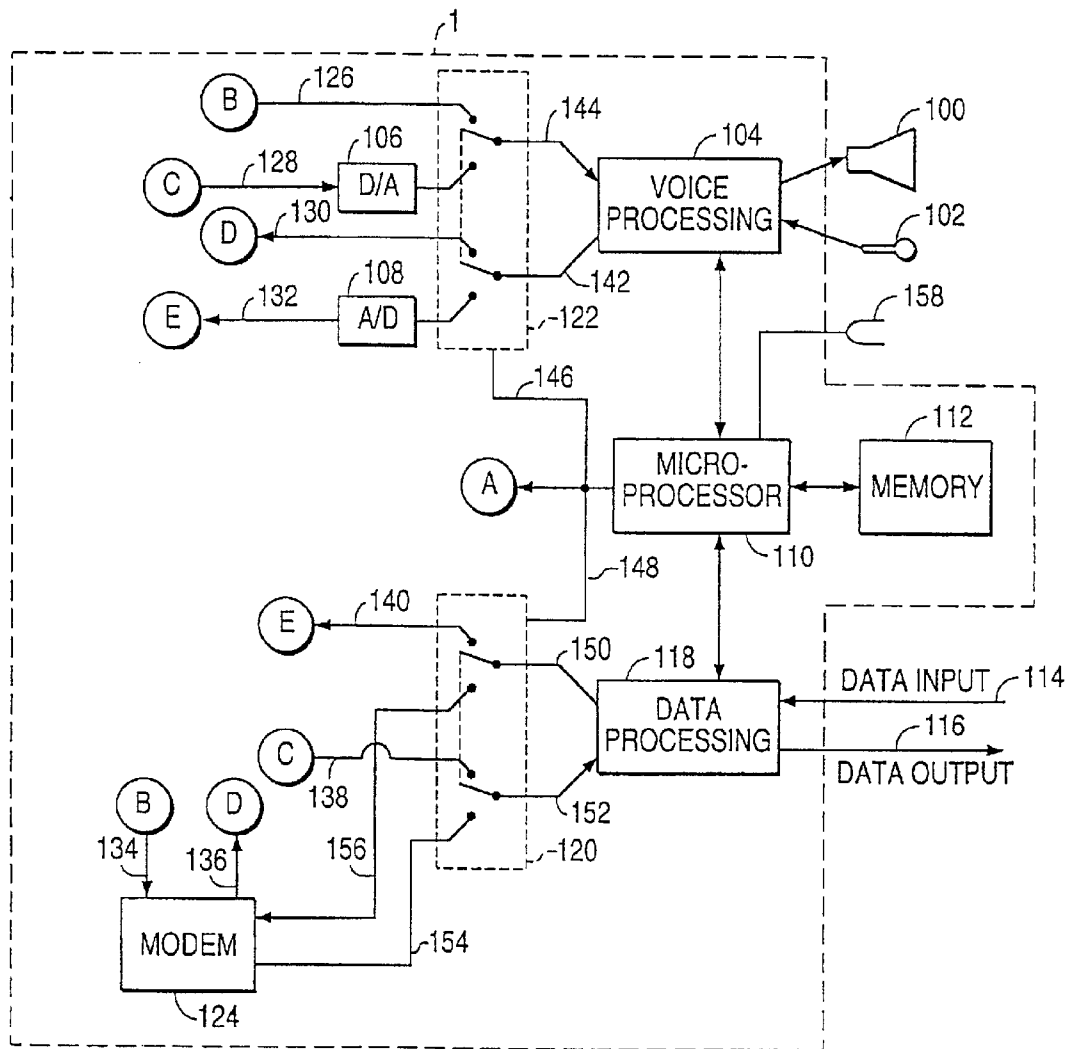 1
B
126
144
104
100
106
128
C
D/A
VOICE
PROCESSING
130
D
102
108
142
132
E
A/D
122
158
146
112
A
MICRO-
PROCESSOR
MEMORY
110
148
140
E
150
118
DATA INPUT
114
DATA
PROCESSING
C
116
138
DATA OUTPUT
B
D
152
134
136
156
120
MODEM
154
124